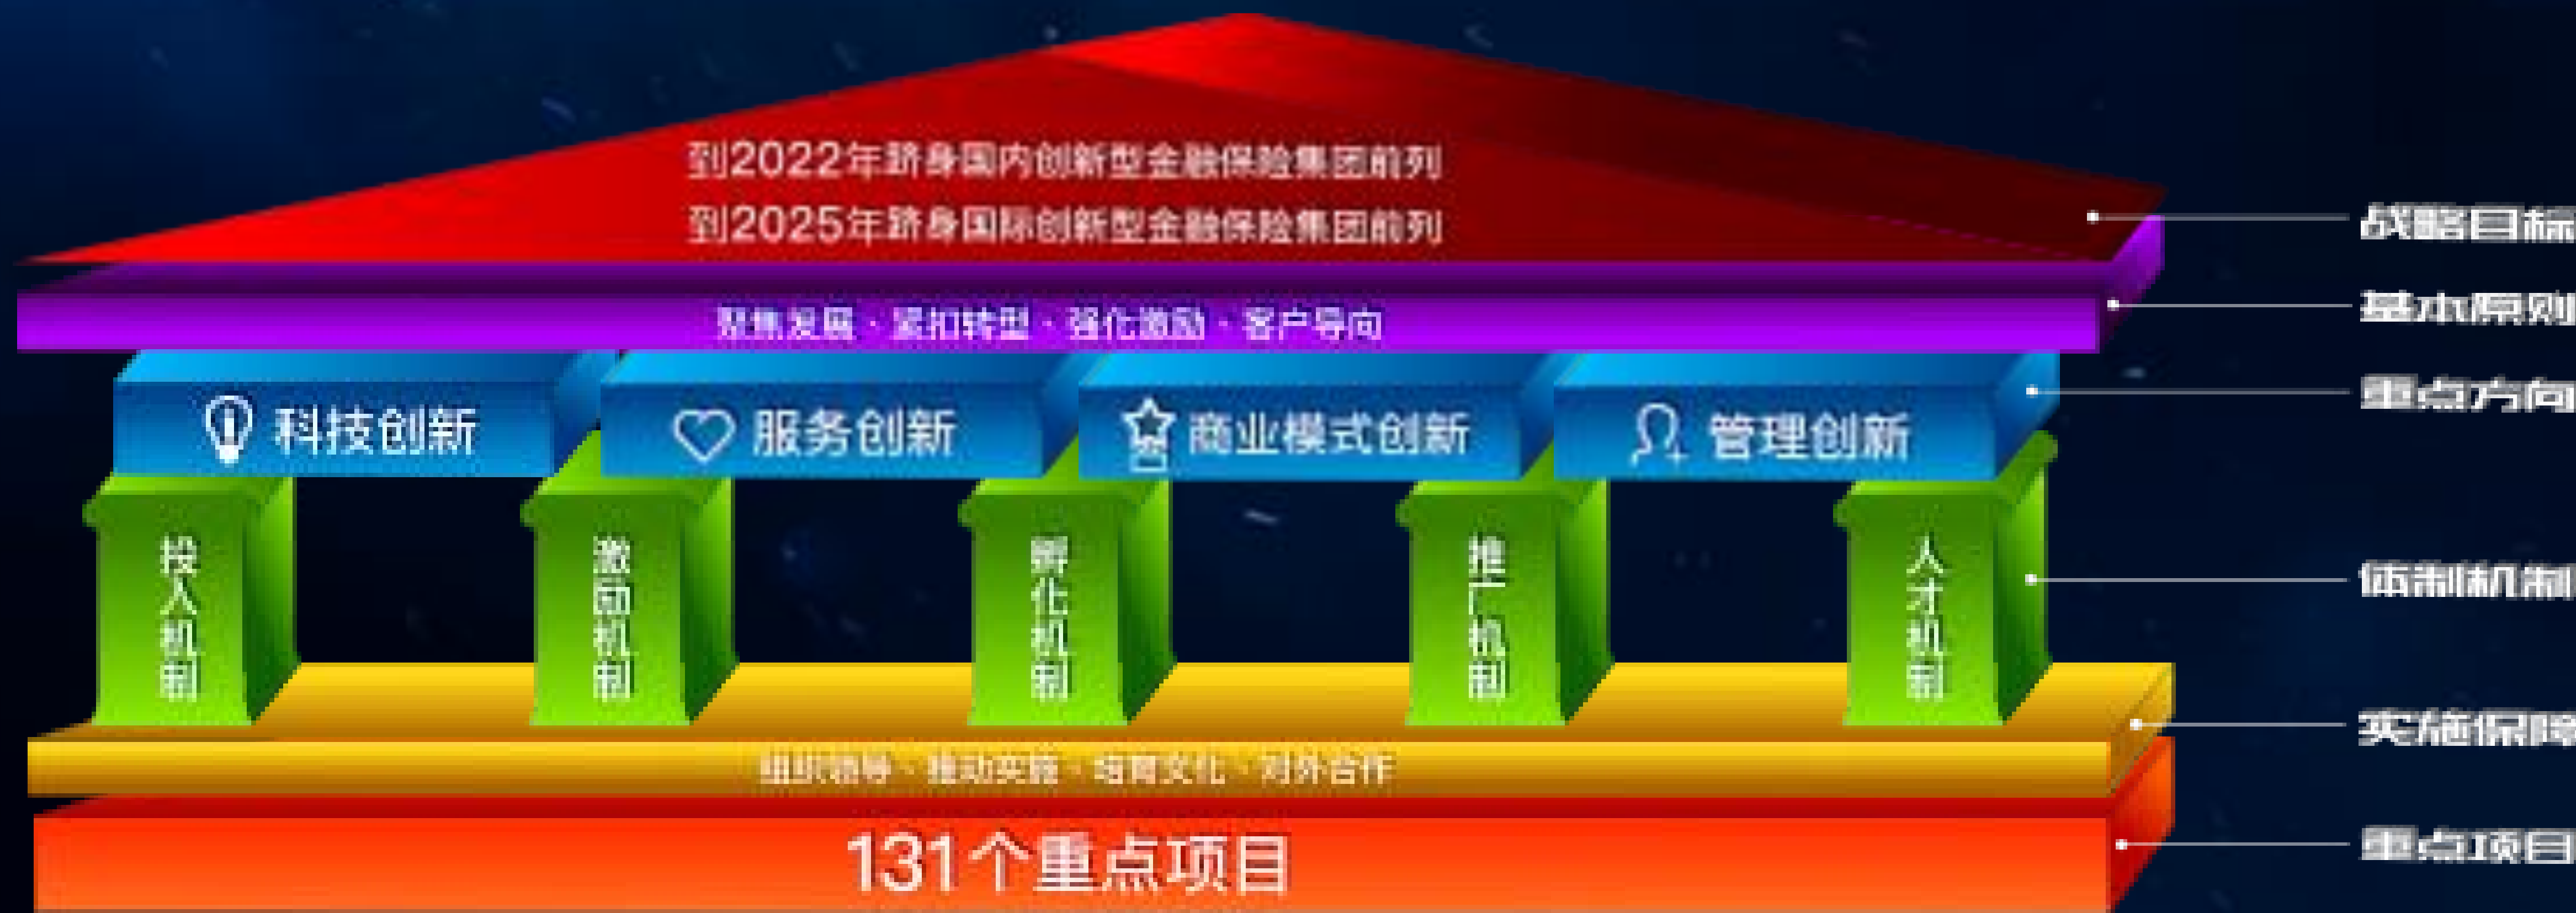 到2022年跻身国内创新型金融保险集团前列
到2025年跻身国际创新型金融保险集团前列
战略目标
聚焦发展 · 紧扣转型 · 强化激励 · 客户导向
基本原则
科技创新
服务创新
商业模式创新
管理创新
重点方向
投入机制
激励机制
孵化机制
推广机制
人才机制
体制机制
组织领导 · 推动实施 · 培育文化 · 对外合作
实施保障
131个重点项目
重点项目